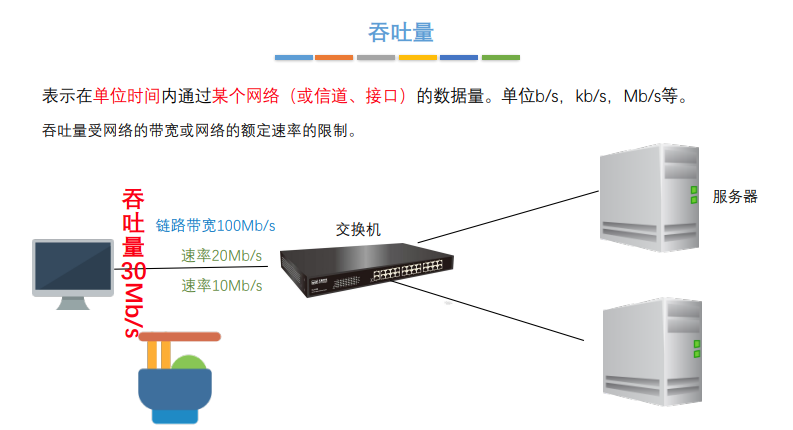 吞吐量
表示在单位时间内通过某个网络（或信道、接口）的数据量。单位b/s，kb/s，Mb/s等。
吞吐量受网络的带宽或网络的额定速率的限制。
吞吐量30Mb/s
链路带宽100Mb/s
速率20Mb/s
速率10Mb/s
交换机
服务器